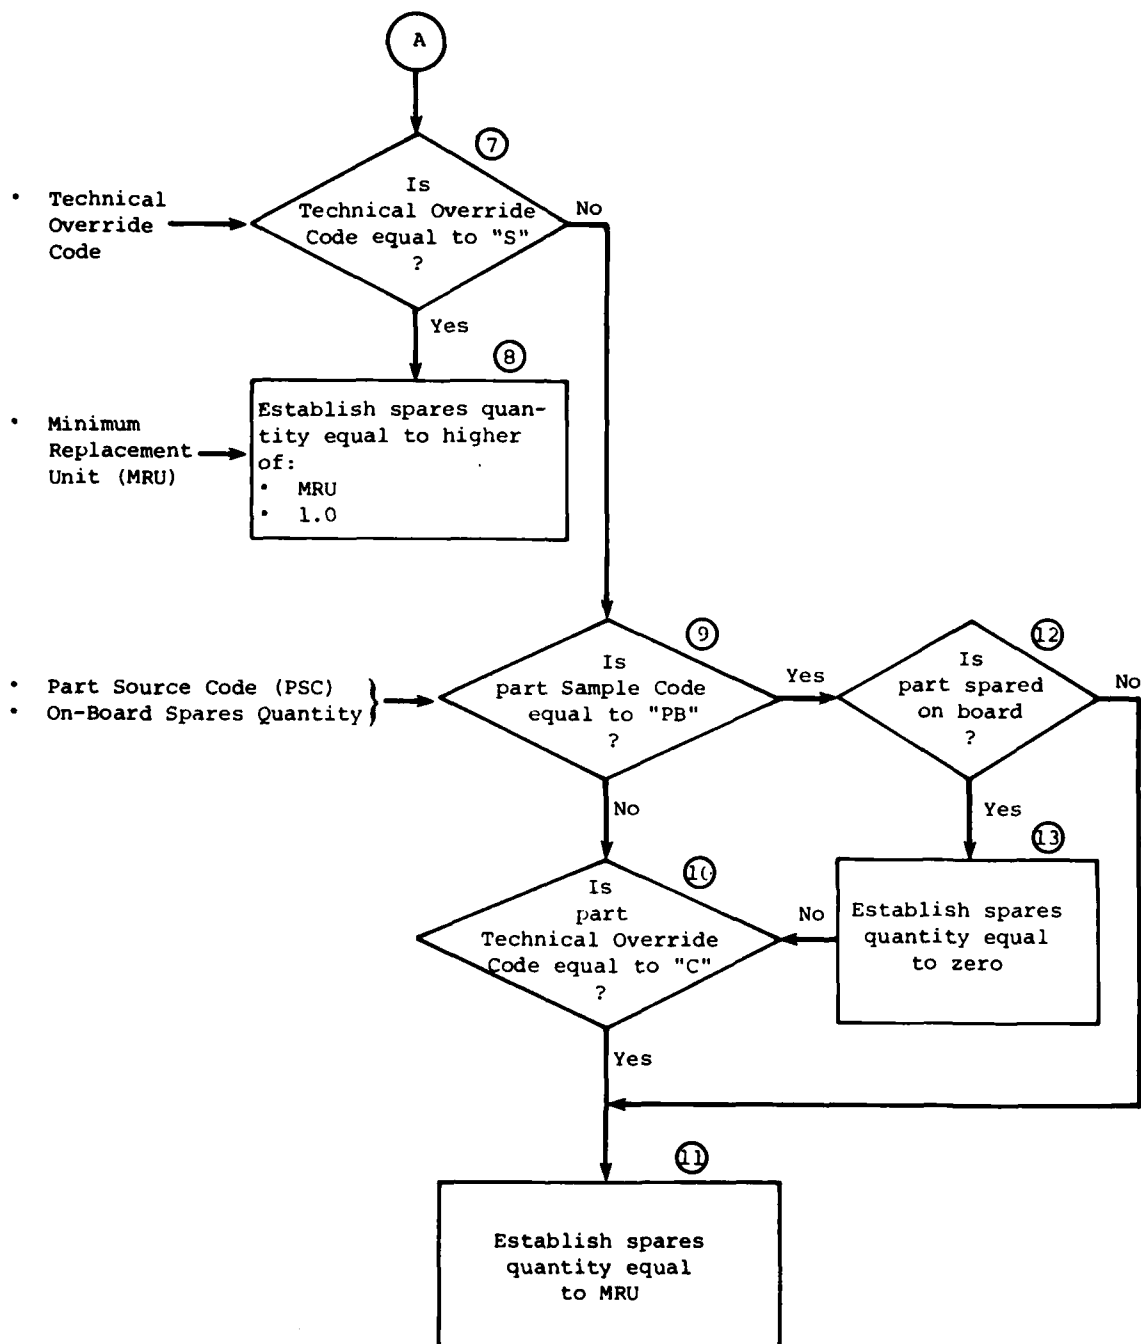 A
7
Is
Technical Override
Code equal to "S"
?
No
• Technical
Override
Code
Yes
8
Establish spares quan-
tity equal to higher
of:
• MRU
• 1.0
• Minimum
Replacement
Unit (MRU)
9
Is
part Sample Code
equal to "PB"
?
Yes
12
Is
part spared
on board
?
No
• Part Source Code (PSC)
• On-Board Spares Quantity
No
Yes
13
Establish spares
quantity equal
to zero
No
10
Is
part
Technical Override
Code equal to "C"
?
Yes
11
Establish spares
quantity equal
to MRU